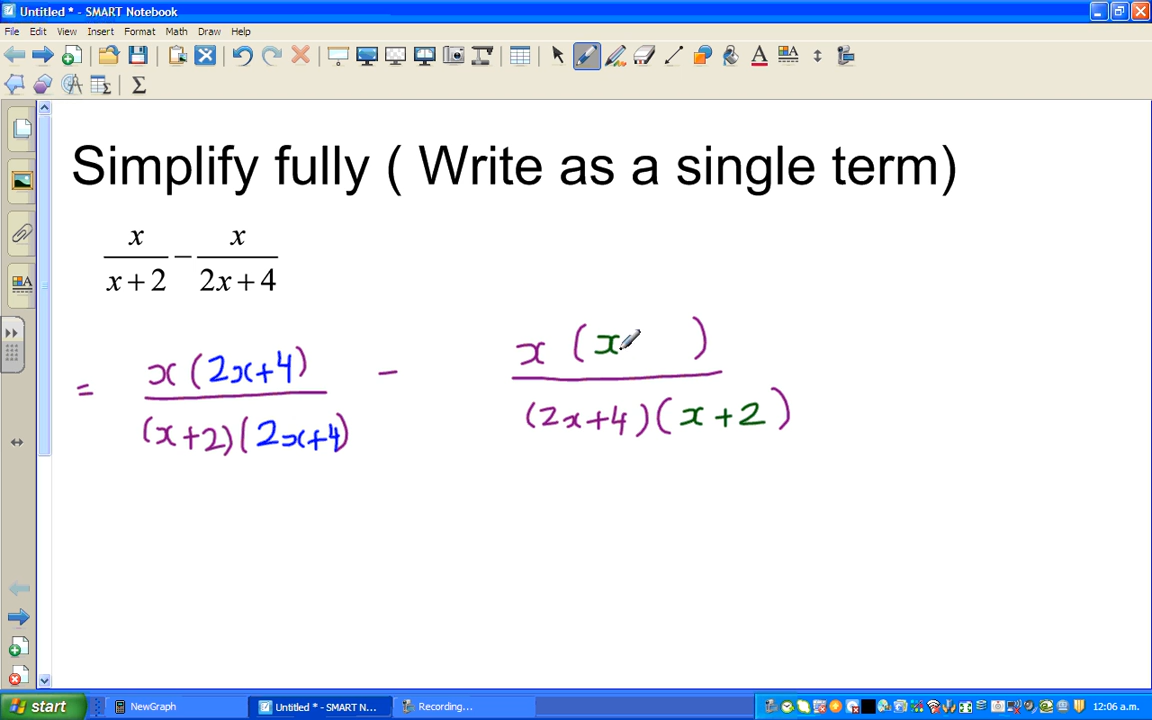 Untitled * - SMART Notebook
File Edit View Insert Format Math Draw Help
Simplify fully ( Write as a single term)
x x
— − —
x + 2 2x + 4
= x (2x+4) - x (x )
(x+2)(2x+4) (2x+4)(x+2)
start NewGraph Untitled * - SMART N... Recording... 12:06 a.m.